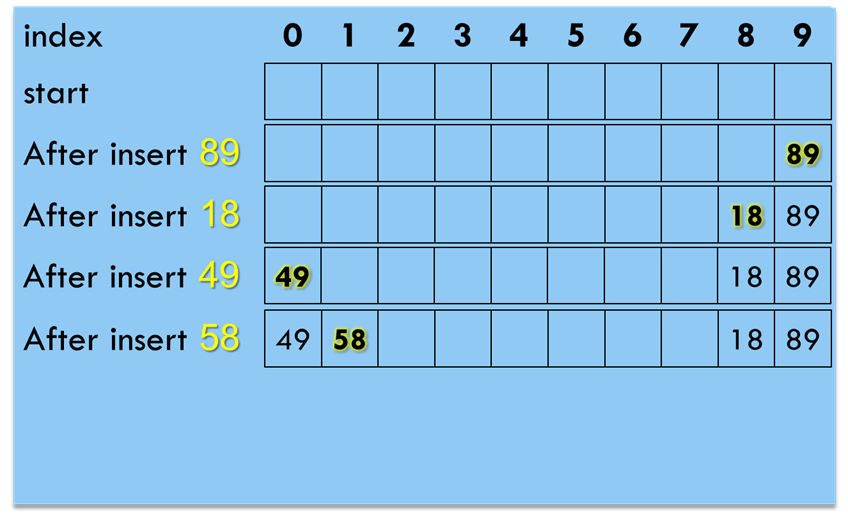 index 0 1 2 3 4 5 6 7 8 9
start
After insert 89 89
After insert 18 18 89
After insert 49 49 18 89
After insert 58 49 58 18 89